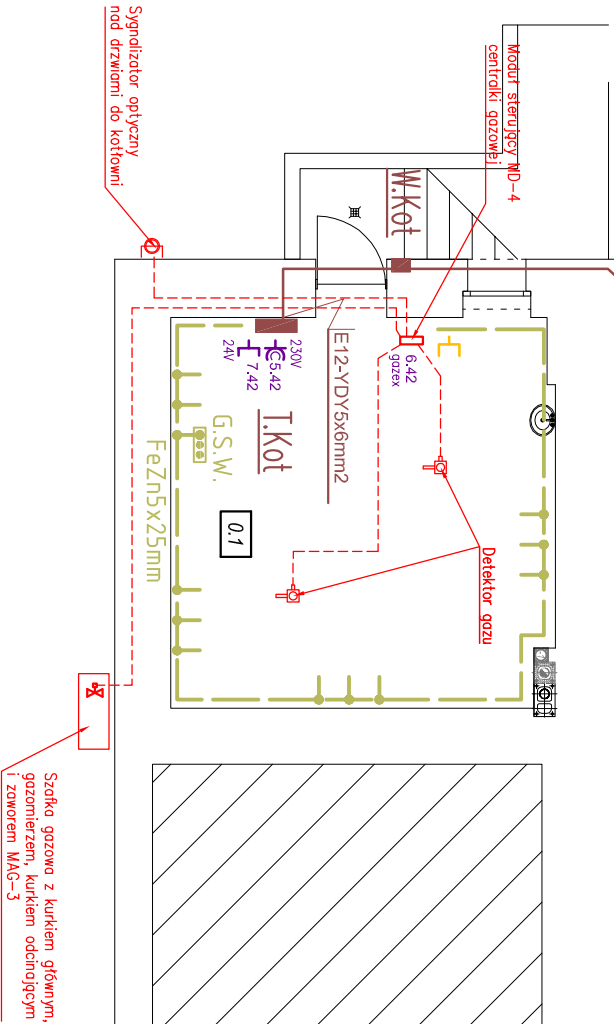 Sygnalizator optyczny
nad drzwiami do kotłowni
Moduł sterujący MD-4
centralki gazowej
W.Kot
E12-YDY5x6mm2
6.42
gazex
230V
C5.42
7.42
24V
T.Kot
G.S.W.
FeZn5x25mm
0.1
Detektor gazu
Szafka gazowa z kurkiem głównym,
gazomierzem, kurkiem odcinającym
i zaworem MAG-3